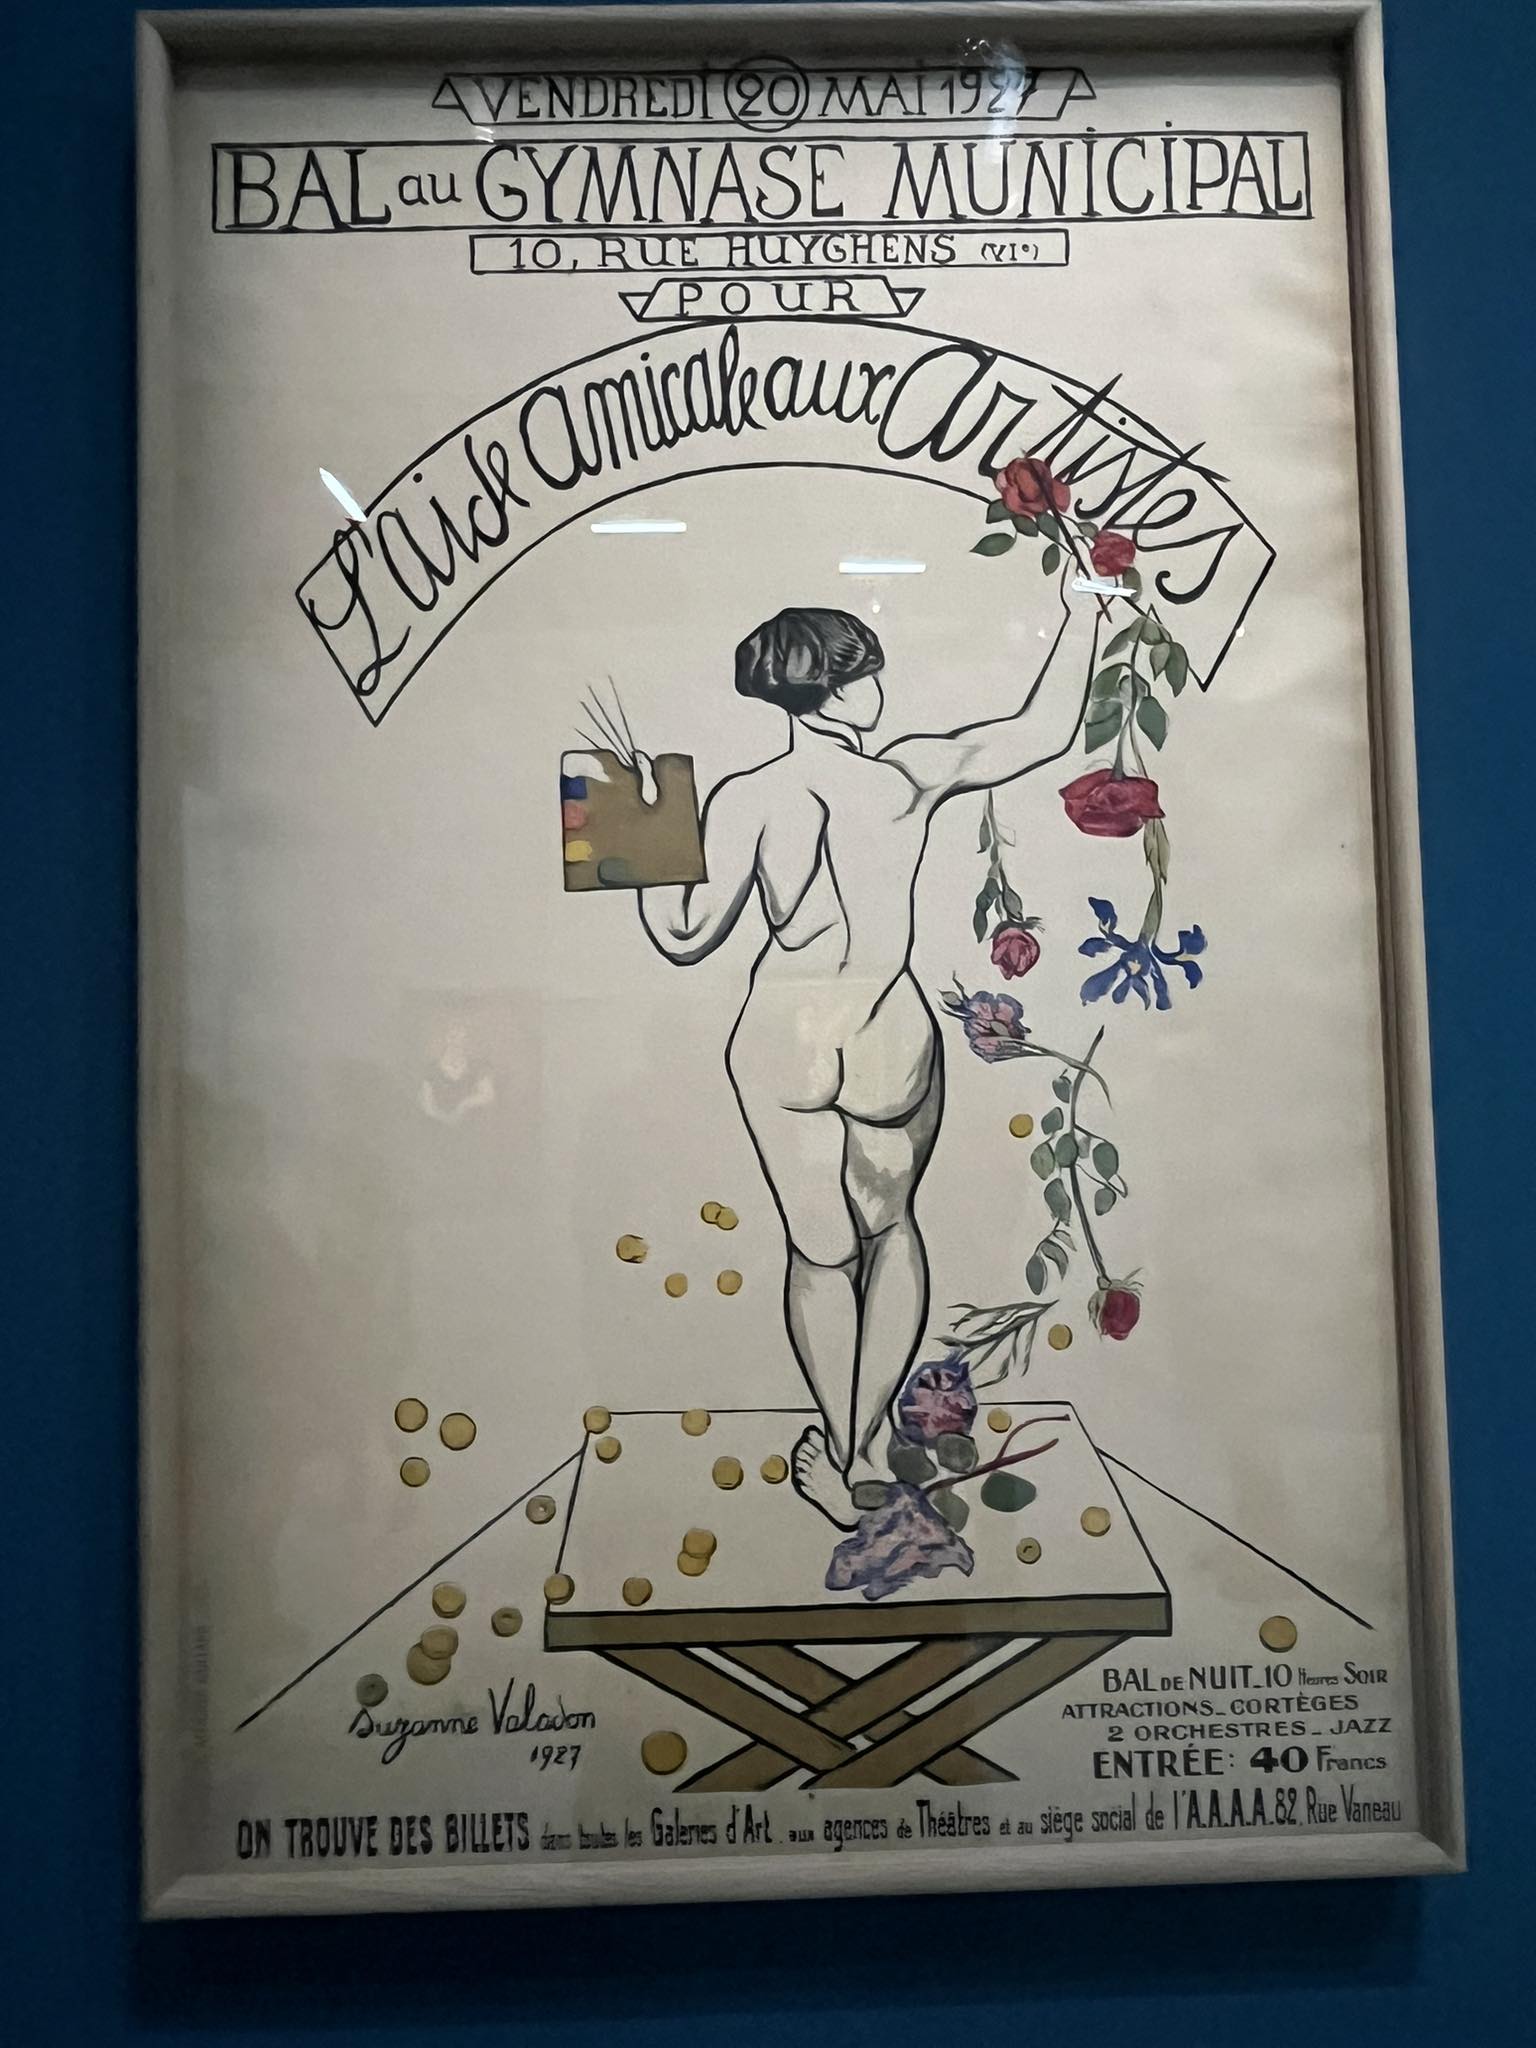 VENDREDI 20 MAI 1927
BAL au GYMNASE MUNICIPAL
10, RUE HUYGHENS (VIe)
POUR
L'aide amicale aux Artistes
BAL DE NUIT_10 Heures SOIR
ATTRACTIONS_CORTÈGES
2 ORCHESTRES_JAZZ
ENTRÉE: 40 Francs
Suzanne Valadon
1927
ON TROUVE DES BILLETS dans toutes les Galeries d'Art. aux agences de Théâtres et au siège social de l'A.A.A.A. 82, Rue Vaneau